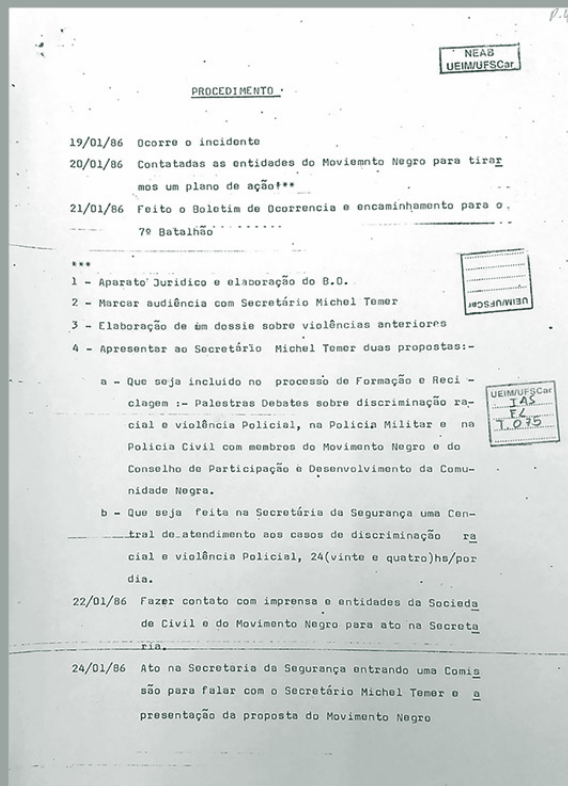 P.4
NEAB
UEIM/UFSCar
PROCEDIMENTO
19/01/86 Ocorre o incidente
20/01/86 Contatadas as entidades do Moviemnto Negro para tirar
mos um plano de ação!**
21/01/86 Feito o Boletim de Ocorrencia e encaminhamento para o
7º Batalhão
***
1 - Aparato Juridico e elaboração do B.O.
2 - Marcar audiência com Secretário Michel Temer
UEIM/UFSCar
3 - Elaboração de um dossie sobre violências anteriores
4 - Apresentar ao Secretário Michel Temer duas propostas:-
a - Que seja incluido no processo de Formação e Reci -
clagem :- Palestras Debates sobre discriminação ra-
cial e violência Policial, na Policia Militar e na
Policia Civil com membros do Movimento Negro e do
Conselho de Participação e Desenvolvimento da Comu-
nidade Negra.
UEIM/UFSCar
IAS
FL
T.075
b - Que seja feita na Secretária da Segurança uma Cen-
tral de atendimento aos casos de discriminação ra
cial e violência Policial, 24(vinte e quatro)hs/por
dia.
22/01/86 Fazer contato com imprensa e entidades da Socieda
de Civil e do Movimento Negro para ato na Secreta
ria.
24/01/86 Ato na Secretaria da Segurança entrando uma Comis
são para falar com o Secretário Michel Temer e a
presentação da proposta do Movimento Negro